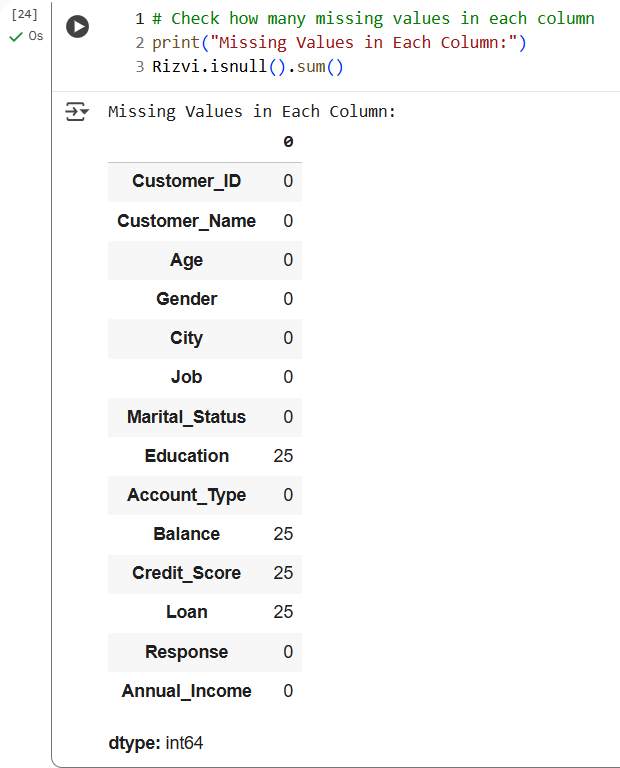 [24]
0s
1 # Check how many missing values in each column
2 print("Missing Values in Each Column:")
3 Rizvi.isnull().sum()
Missing Values in Each Column:
0
Customer_ID 0
Customer_Name 0
Age 0
Gender 0
City 0
Job 0
Marital_Status 0
Education 25
Account_Type 0
Balance 25
Credit_Score 25
Loan 25
Response 0
Annual_Income 0
dtype: int64